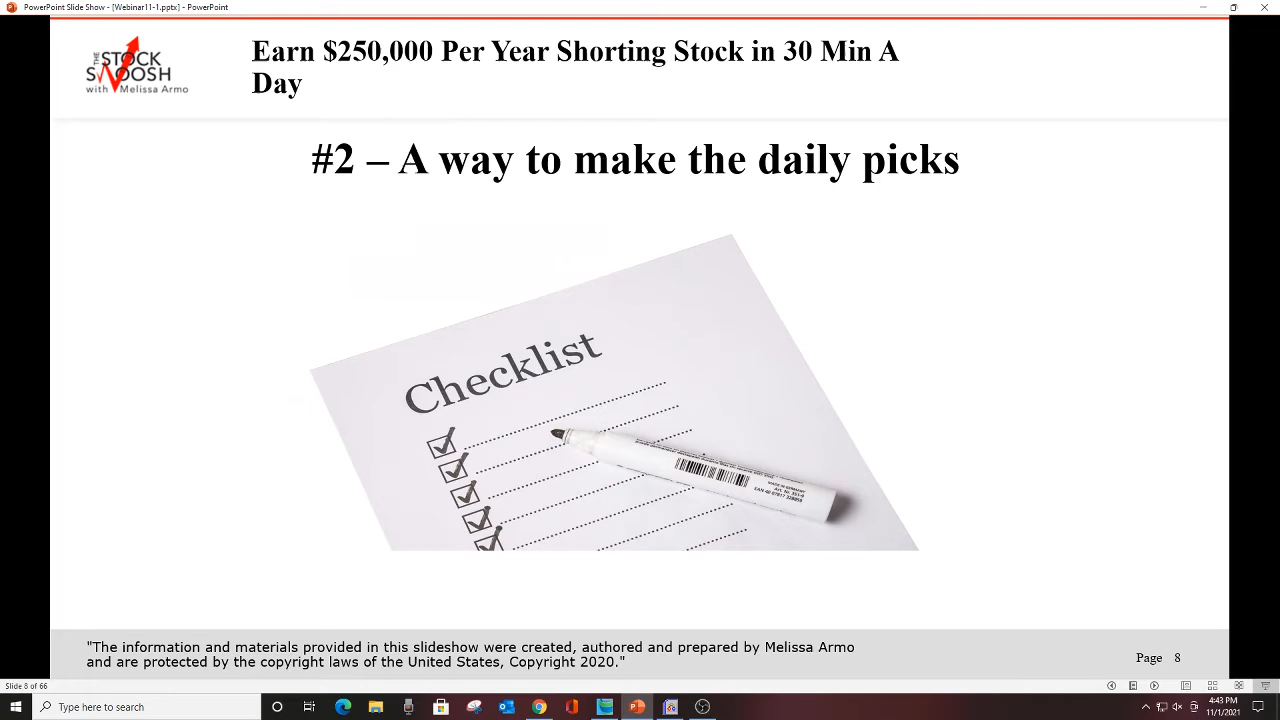 PowerPoint Slide Show - [Webinar11-1.pptx] - PowerPoint
THE
STOCK
SWOOSH
with Melissa Armo
Earn $250,000 Per Year Shorting Stock in 30 Min A
Day
#2 – A way to make the daily picks
Checklist
MADE IN GERMANY
"The information and materials provided in this slideshow were created, authored and prepared by Melissa Armo
and are protected by the copyright laws of the United States, Copyright 2020."
Page 8
Slide 8 of 66
Type here to search
4:43 PM
11/1/2021